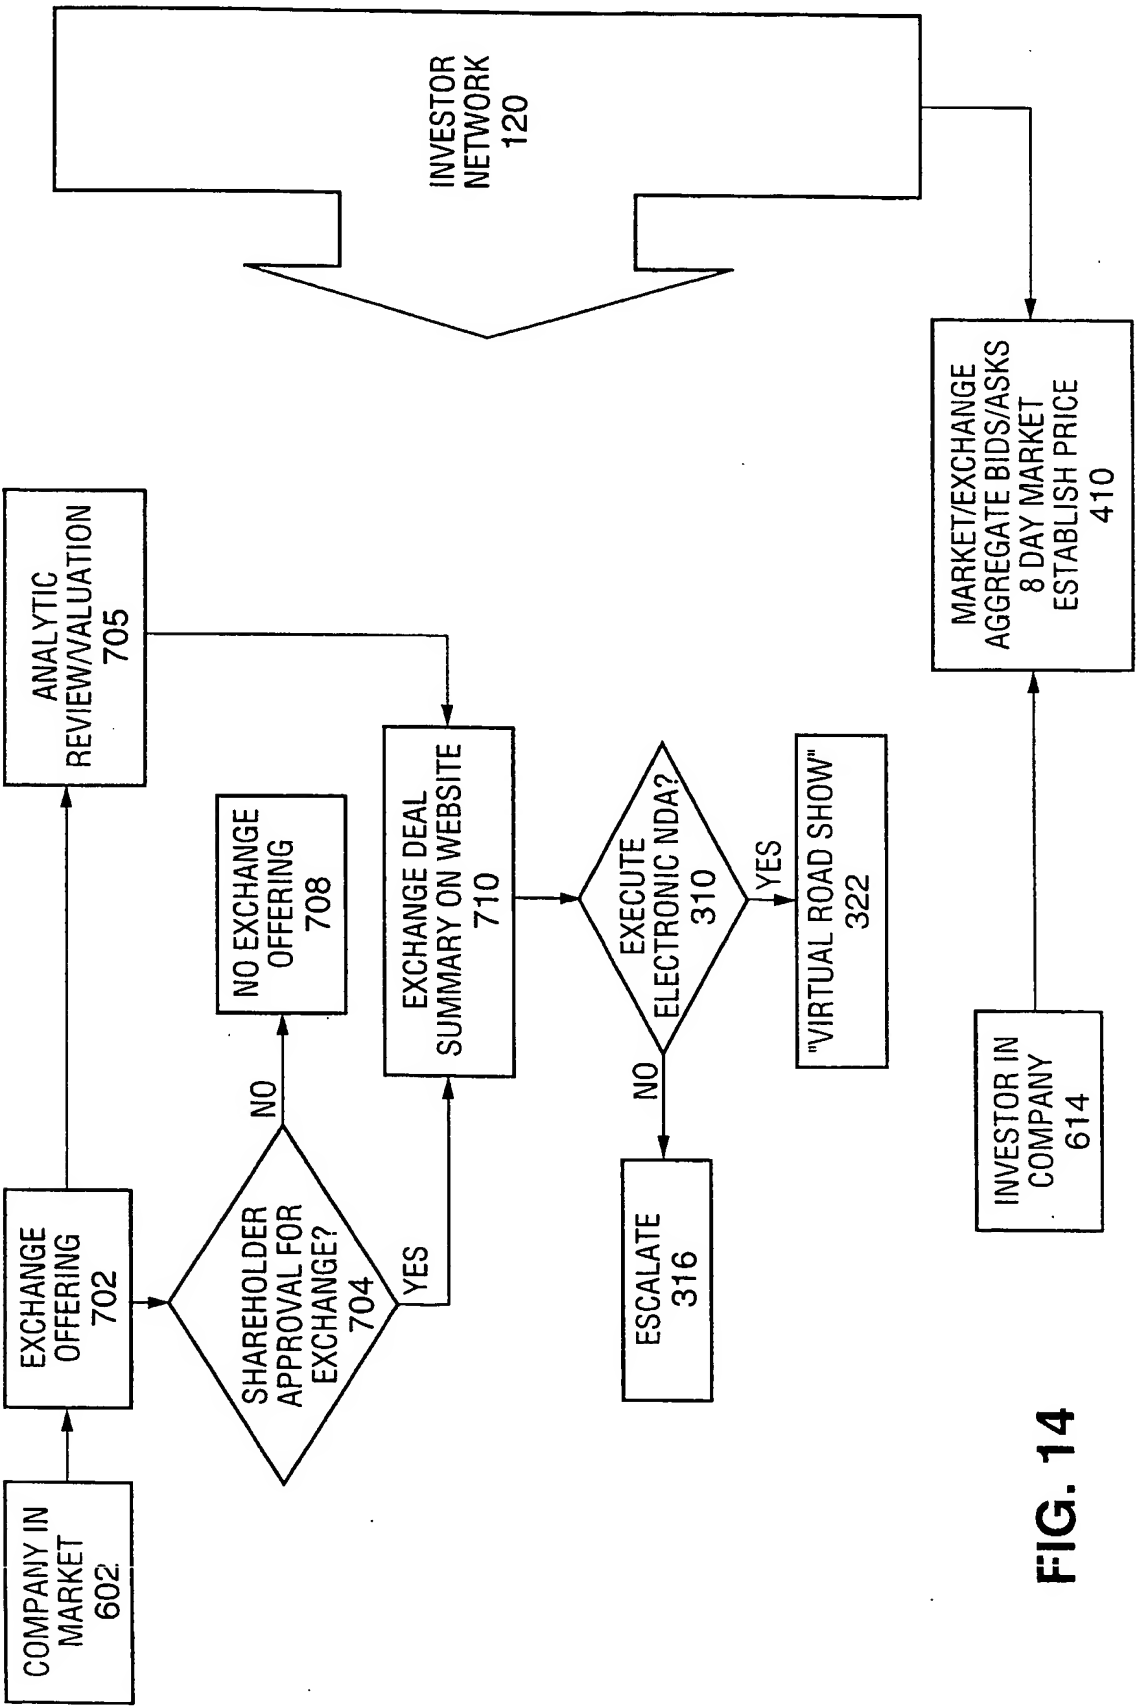 COMPANY IN
MARKET
602
EXCHANGE
OFFERING
702
ANALYTIC
REVIEW/VALUATION
705
SHAREHOLDER
APPROVAL FOR
EXCHANGE?
704
NO
YES
NO EXCHANGE
OFFERING
708
EXCHANGE DEAL
SUMMARY ON WEBSITE
710
EXECUTE
ELECTRONIC NDA?
310
NO
YES
ESCALATE
316
"VIRTUAL ROAD SHOW"
322
INVESTOR
NETWORK
120
INVESTOR IN
COMPANY
614
MARKET/EXCHANGE
AGGREGATE BIDS/ASKS
8 DAY MARKET
ESTABLISH PRICE
410
FIG. 14